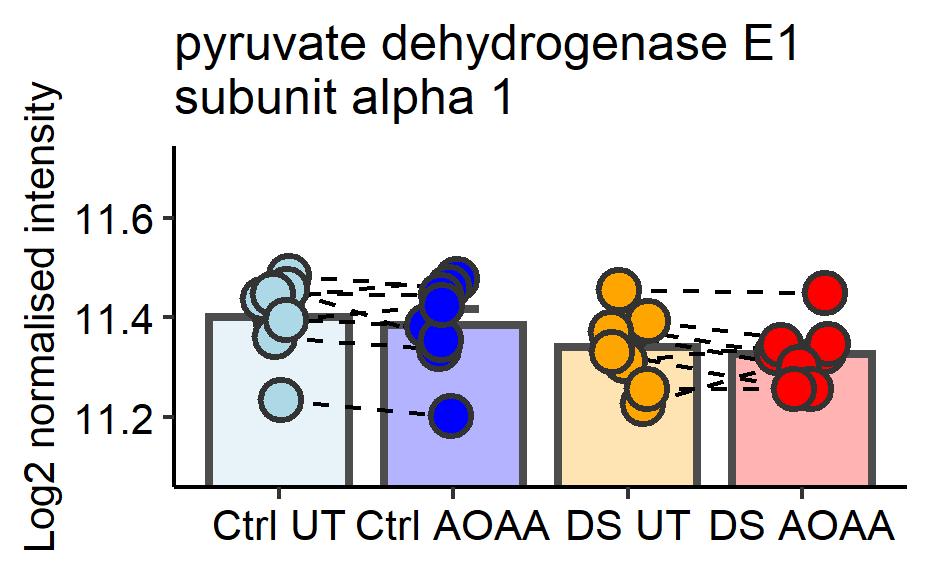 pyruvate dehydrogenase E1
subunit alpha 1
Log2 normalised intensity
11.6
11.4
11.2
Ctrl UT
Ctrl AOAA
DS UT
DS AOAA